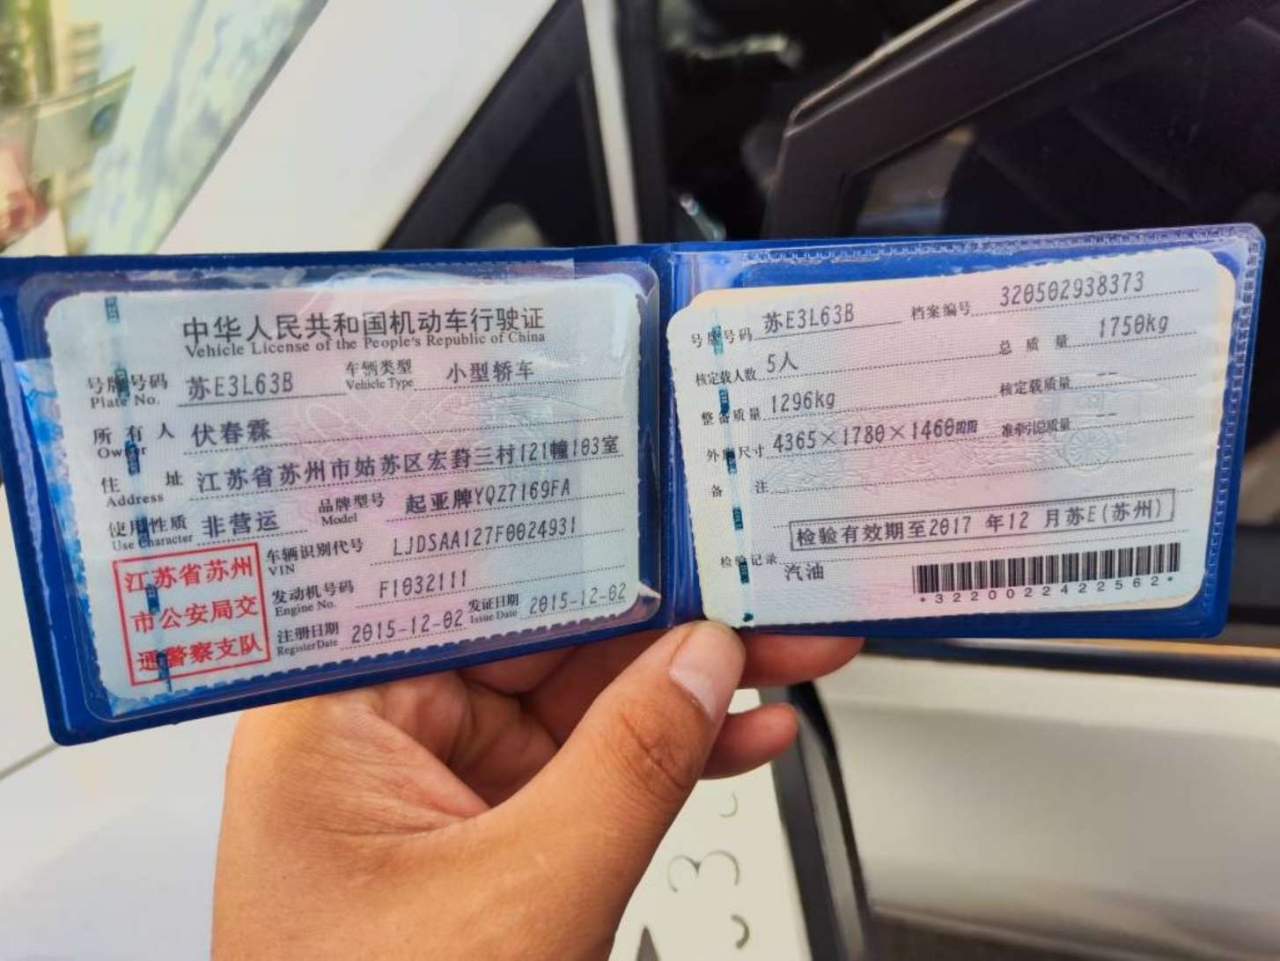 中华人民共和国机动车行驶证
Vehicle License of the People's Republic of China
号牌号码 苏E3L63B 车辆类型 小型轿车
Plate No. Vehicle Type
所有人 伏春霖
Owner
住址 江苏省苏州市姑苏区宏葑三村121幢103室
Address
使用性质 非营运 品牌型号 起亚牌YQZ7169FA
Use Character Model
江苏省苏州
市公安局交
通警察支队
车辆识别代号 LJDSAA127F0024931
VIN
发动机号码 F1032111
Engine No.
注册日期 2015-12-02 发证日期 2015-12-02
Register Date Issue Date
号牌号码 苏E3L63B 档案编号 320502938373
核定载人数 5人 总质量 1750kg
整备质量 1296kg 核定载质量 --
外廓尺寸 4365×1780×1460mm 准牵引总质量 --
备注
检验有效期至2017年12月苏E(苏州)
检验记录 汽油
*3220022422562*